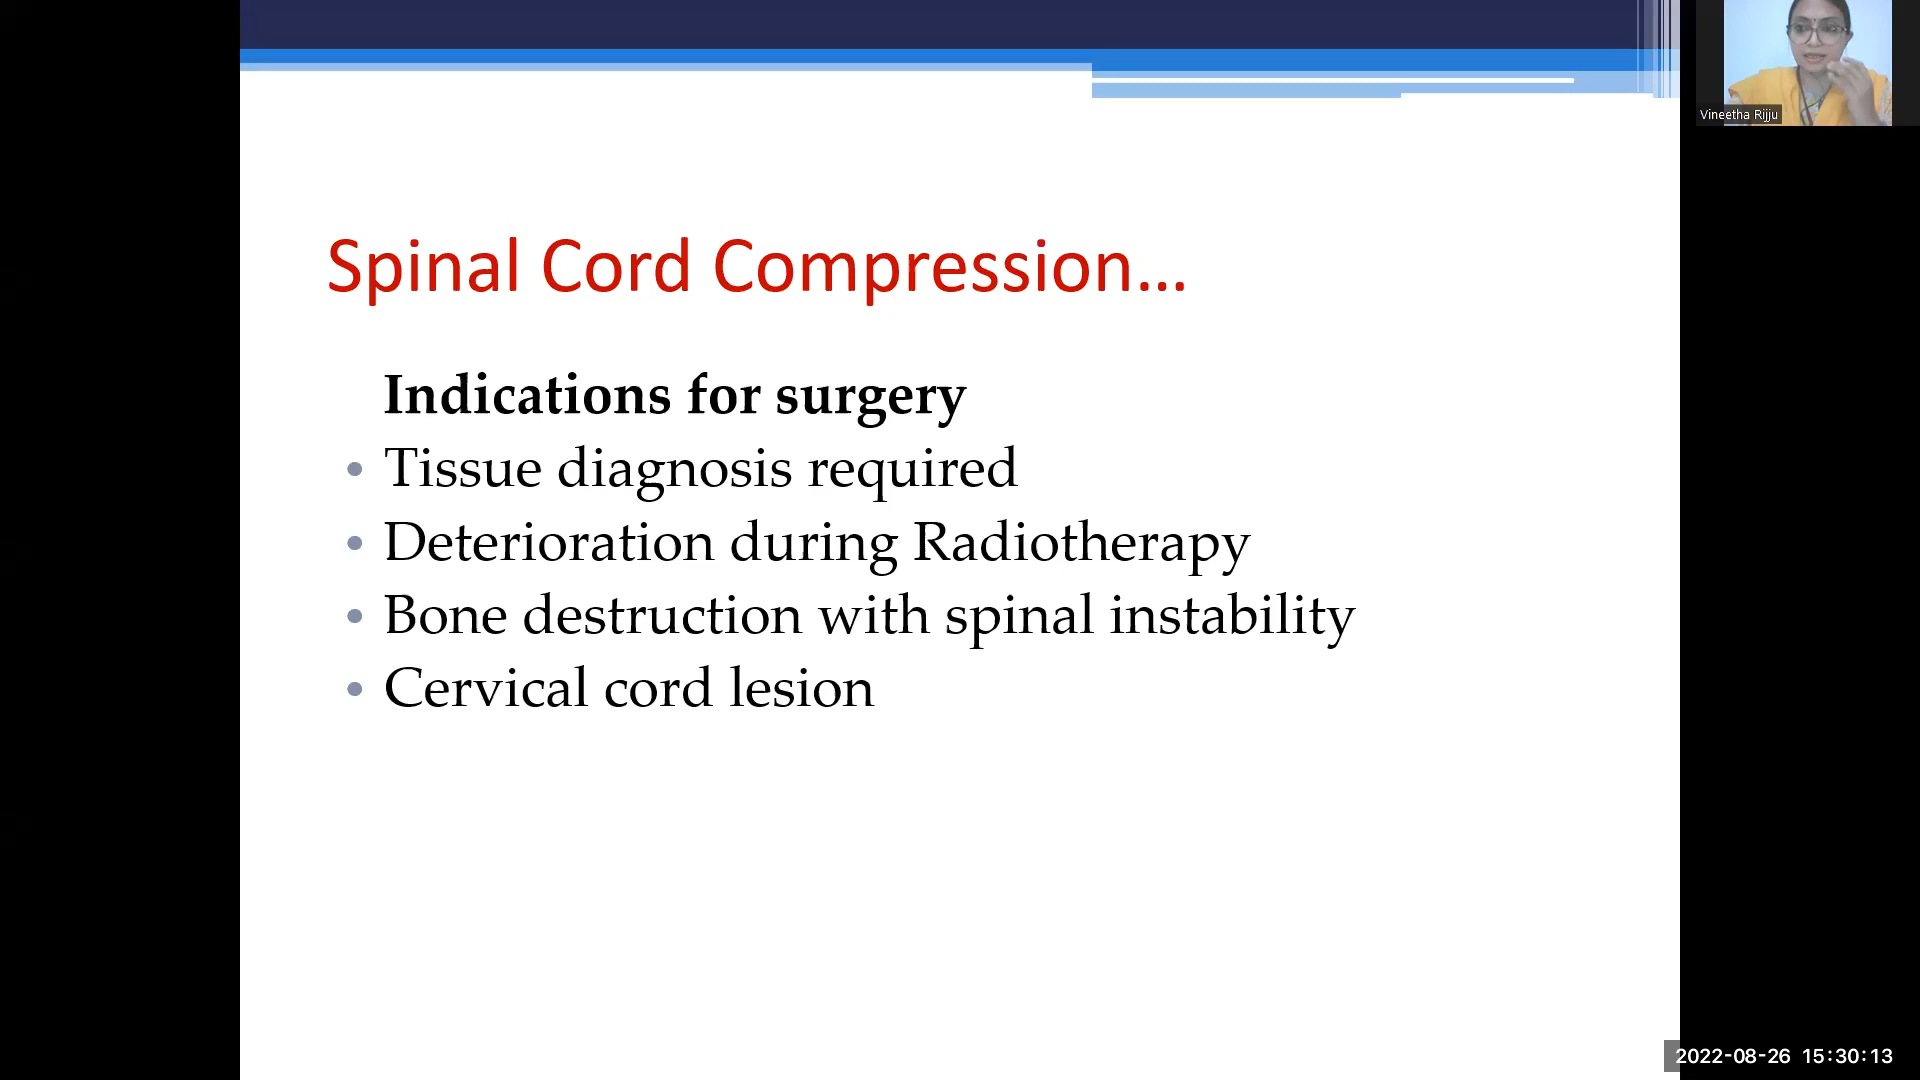 Vineetha Rijju
Spinal Cord Compression...
Indications for surgery
• Tissue diagnosis required
• Deterioration during Radiotherapy
• Bone destruction with spinal instability
• Cervical cord lesion
2022-08-26 15:30:13